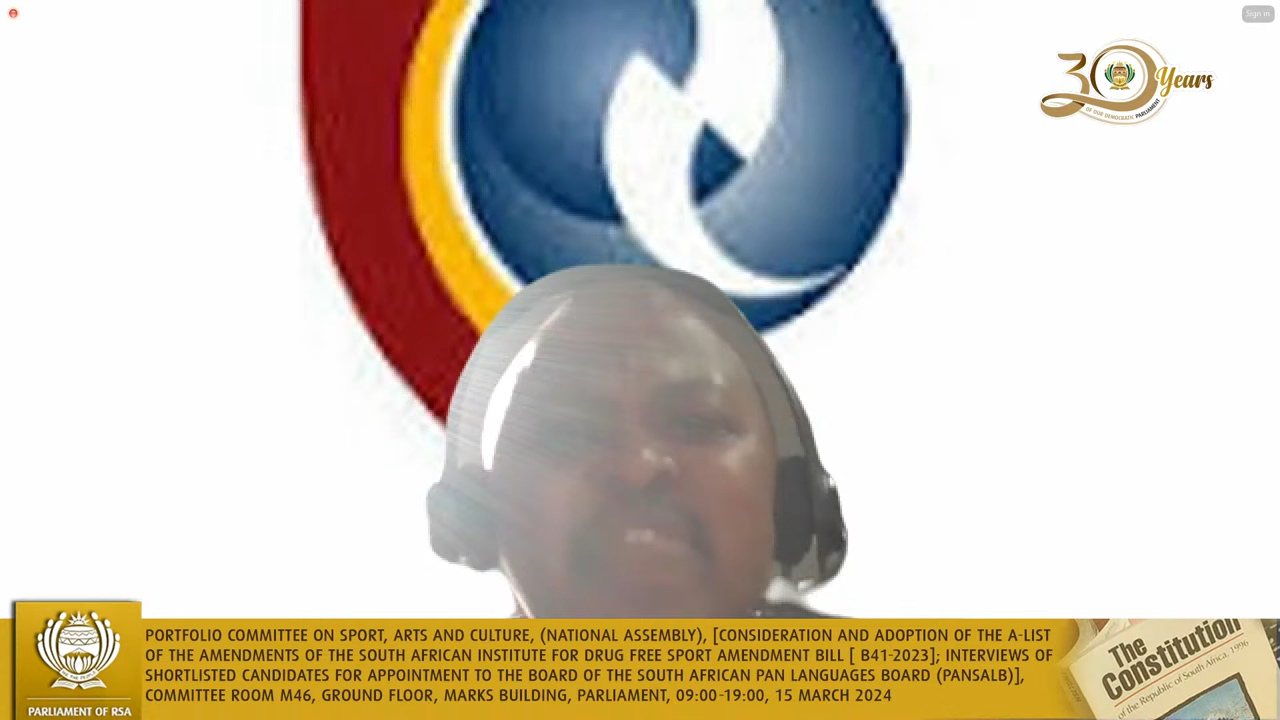 Sign in
30 Years
OF OUR DEMOCRATIC PARLIAMENT
PORTFOLIO COMMITTEE ON SPORT, ARTS AND CULTURE, (NATIONAL ASSEMBLY), [CONSIDERATION AND ADOPTION OF THE A-LIST
OF THE AMENDMENTS OF THE SOUTH AFRICAN INSTITUTE FOR DRUG FREE SPORT AMENDMENT BILL [ B41-2023]; INTERVIEWS OF
SHORTLISTED CANDIDATES FOR APPOINTMENT TO THE BOARD OF THE SOUTH AFRICAN PAN LANGUAGES BOARD (PANSALB)],
COMMITTEE ROOM M46, GROUND FLOOR, MARKS BUILDING, PARLIAMENT, 09:00-19:00, 15 MARCH 2024
PARLIAMENT OF RSA
The
Constitution
of the Republic of South Africa, 1996